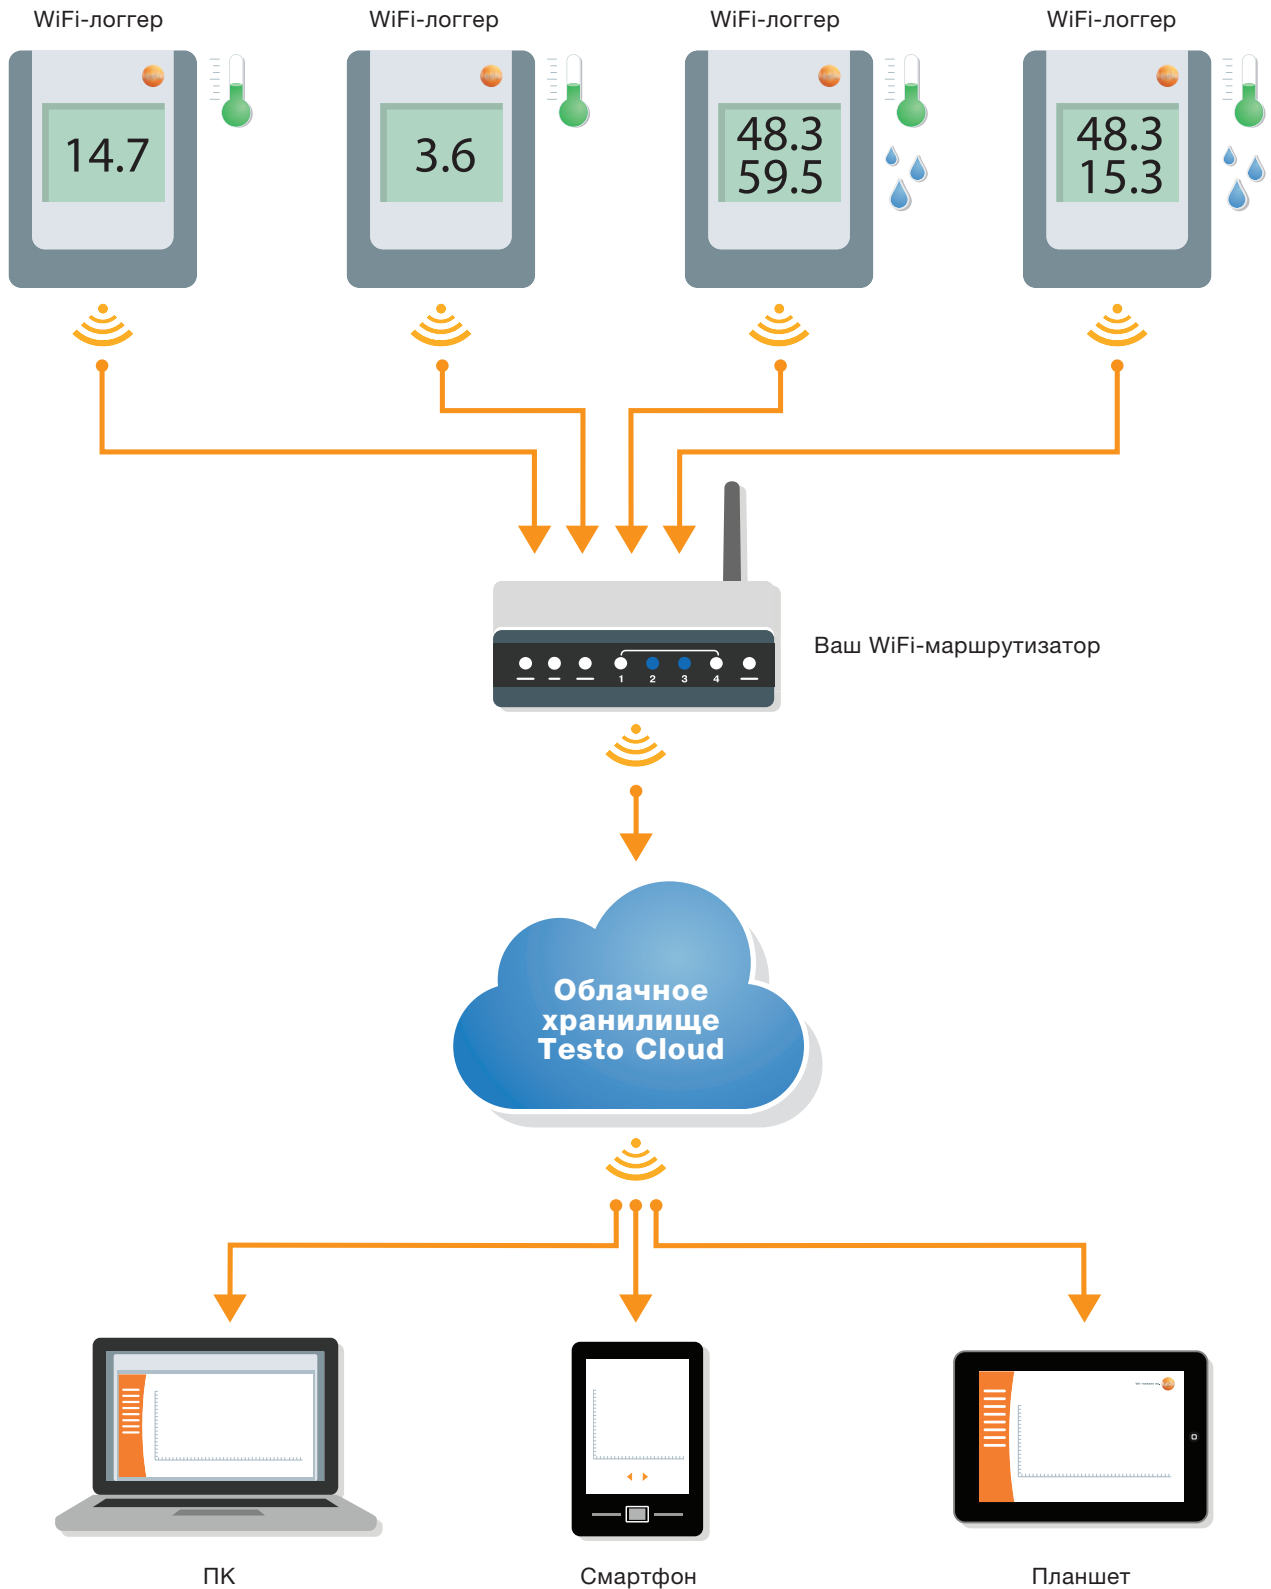 WiFi-логгер
WiFi-логгер
WiFi-логгер
WiFi-логгер
14.7
3.6
48.3
59.5
48.3
15.3
Ваш WiFi-маршрутизатор
1 2 3 4
Облачное
хранилище
Testo Cloud
ПК
Смартфон
Планшет